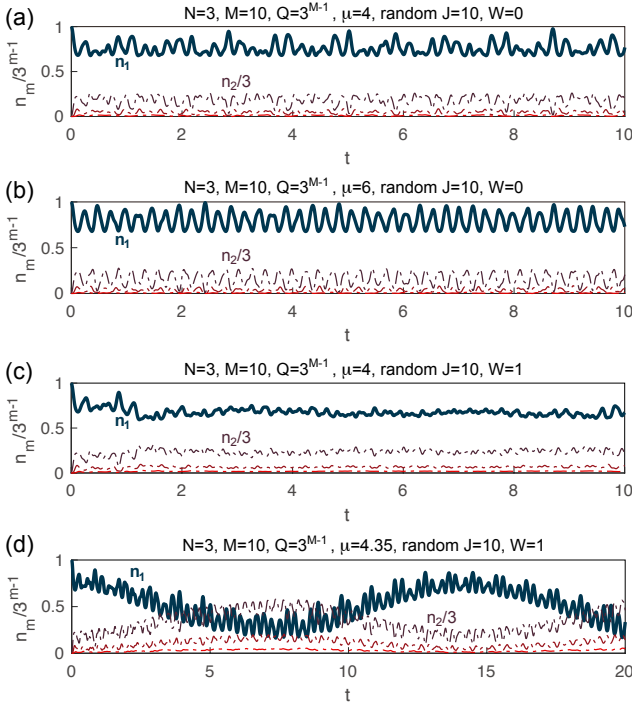 (a) N=3, M=10, Q=3^{M-1} , μ=4, random J=10, W=0
n_m/3^{m-1}
1
0.5
0
n_1
n_2/3
0 2 4 6 8 10
t
(b) N=3, M=10, Q=3^{M-1} , μ=6, random J=10, W=0
n_m/3^{m-1}
1
0.5
0
n_1
n_2/3
0 2 4 6 8 10
t
(c) N=3, M=10, Q=3^{M-1} , μ=4, random J=10, W=1
n_m/3^{m-1}
1
0.5
0
n_1
n_2/3
0 2 4 6 8 10
t
(d) N=3, M=10, Q=3^{M-1} , μ=4.35, random J=10, W=1
n_m/3^{m-1}
1
0.5
0
n_1
n_2/3
0 5 10 15 20
t